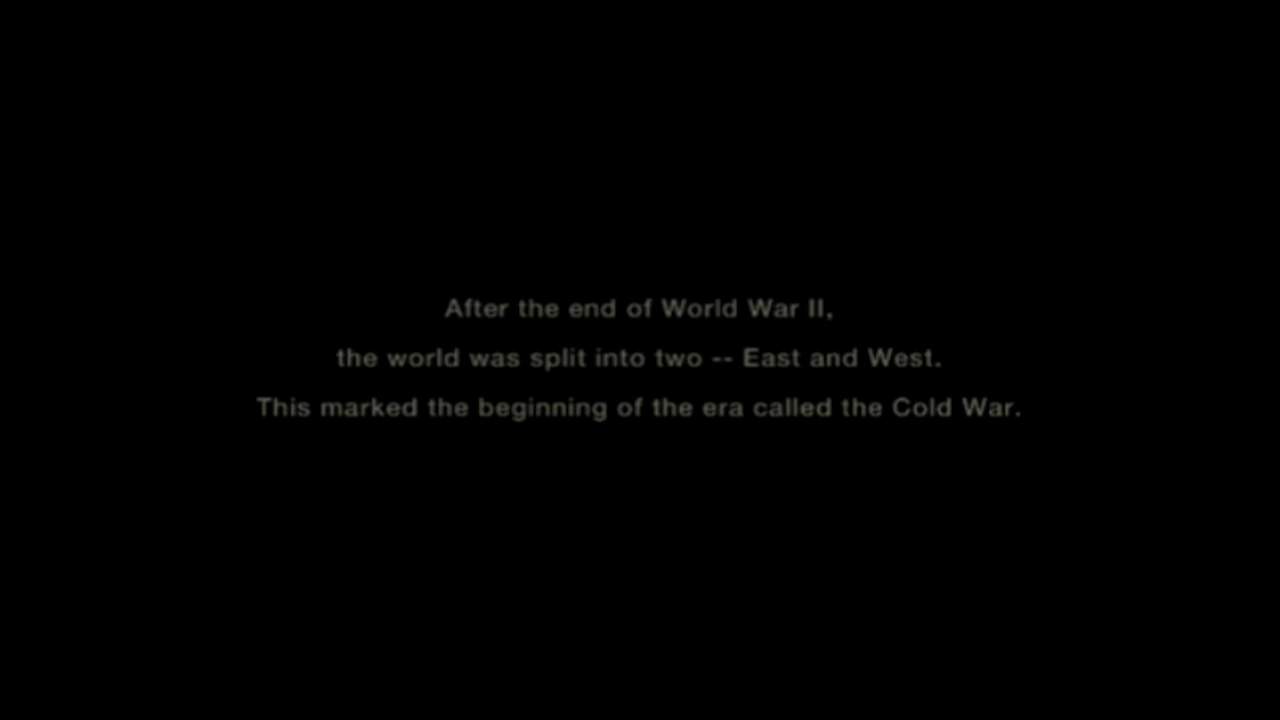 After the end of World War II,
the world was split into two -- East and West.
This marked the beginning of the era called the Cold War.